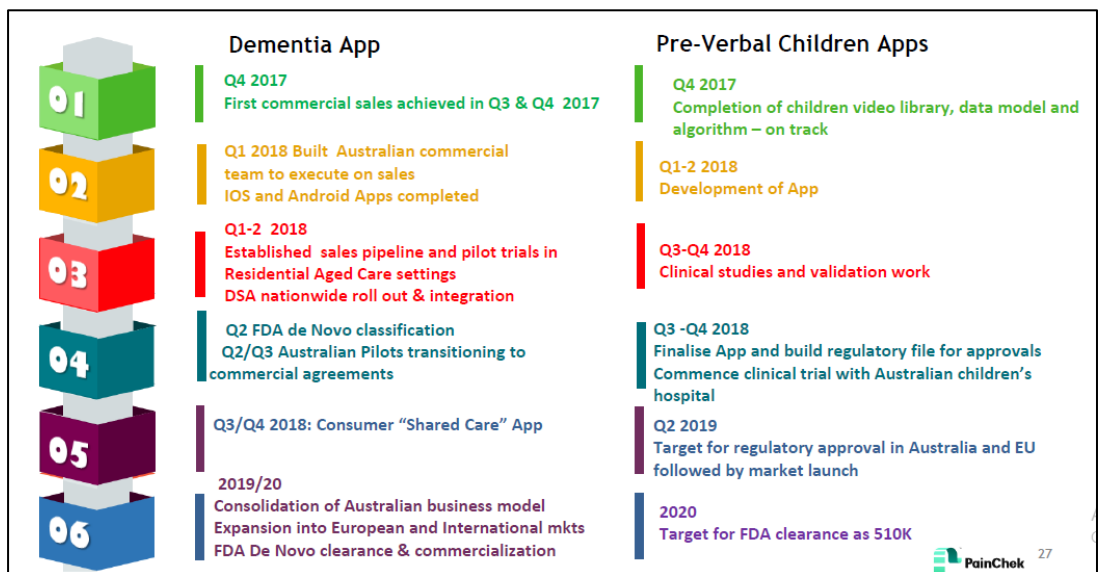 Dementia App
Pre-Verbal Children Apps
01
Q4 2017
First commercial sales achieved in Q3 & Q4 2017
Q4 2017
Completion of children video library, data model and
algorithm – on track
02
Q1 2018 Built Australian commercial
team to execute on sales
IOS and Android Apps completed
Q1-2 2018
Development of App
03
Q1-2 2018
Established sales pipeline and pilot trials in
Residential Aged Care settings
DSA nationwide roll out & integration
Q3-Q4 2018
Clinical studies and validation work
04
Q2 FDA de Novo classification
Q2/Q3 Australian Pilots transitioning to
commercial agreements
Q3 -Q4 2018
Finalise App and build regulatory file for approvals
Commence clinical trial with Australian children's
hospital
05
Q3/Q4 2018: Consumer “Shared Care” App
Q2 2019
Target for regulatory approval in Australia and EU
followed by market launch
06
2019/20
Consolidation of Australian business model
Expansion into European and International mkts
FDA De Novo clearance & commercialization
2020
Target for FDA clearance as 510K
PainChek
27